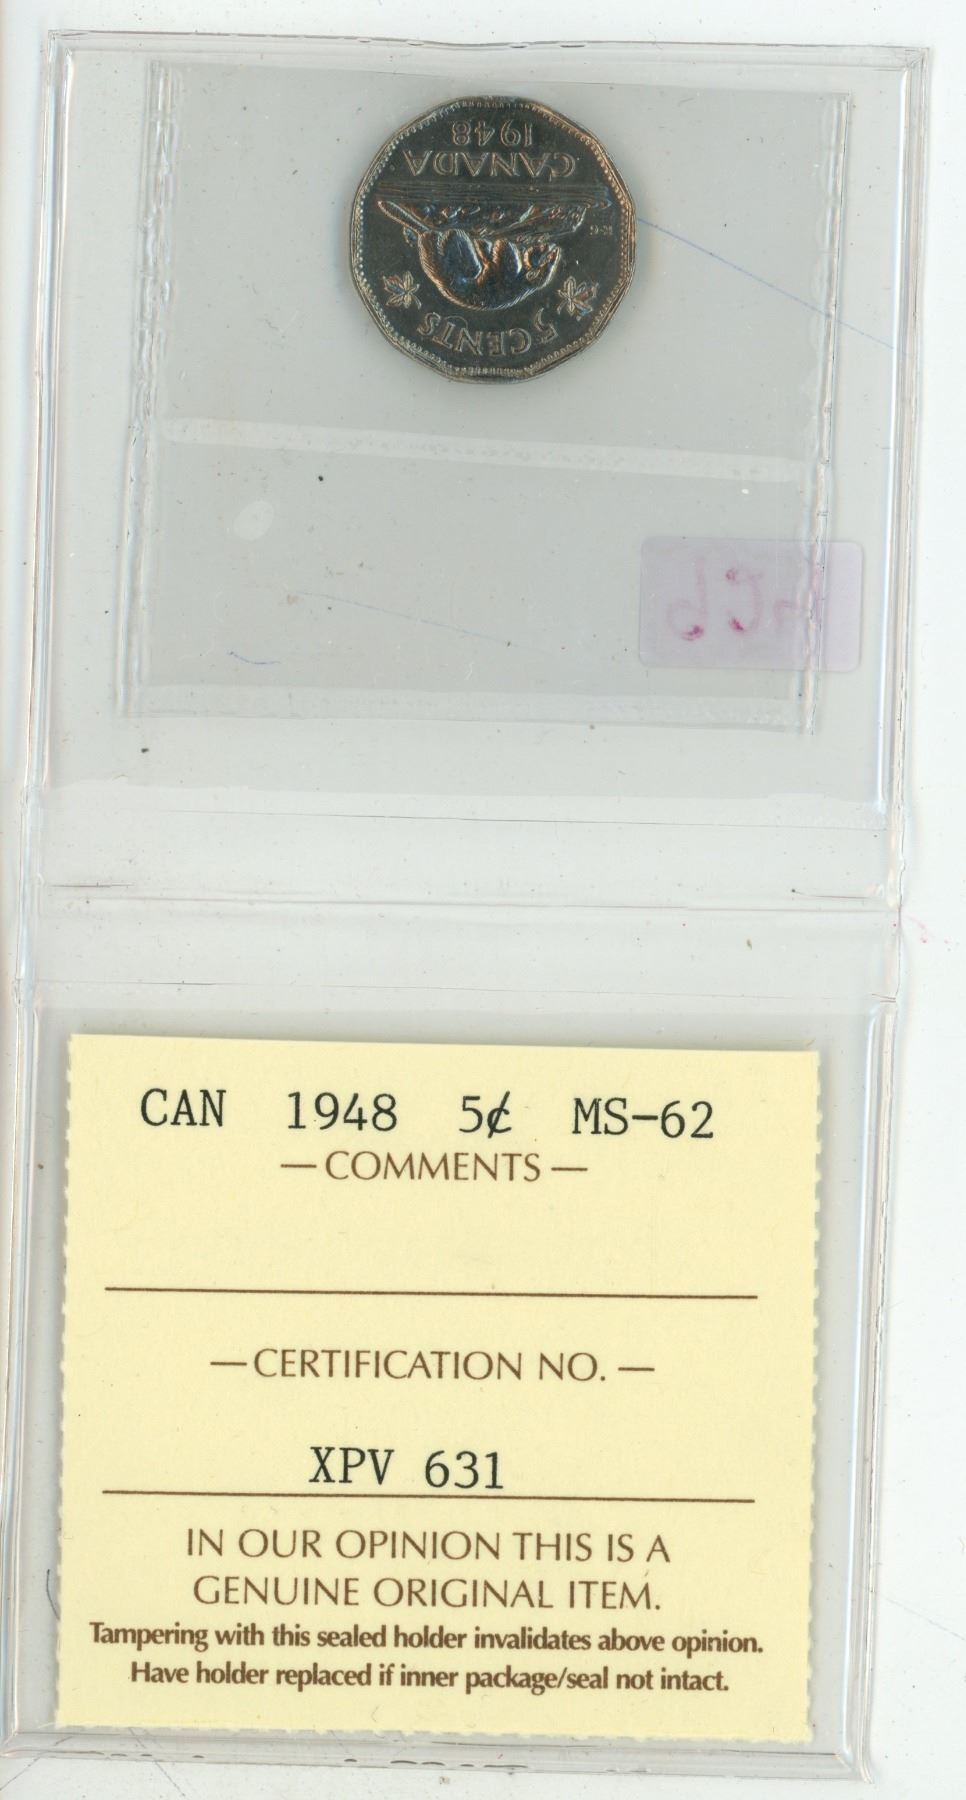 5 CENTS
K·G
CANADA
1948
CAN 1948 5¢ MS-62
— COMMENTS —
— CERTIFICATION NO. —
XPV 631
IN OUR OPINION THIS IS A
GENUINE ORIGINAL ITEM.
Tampering with this sealed holder invalidates above opinion.
Have holder replaced if inner package/seal not intact.